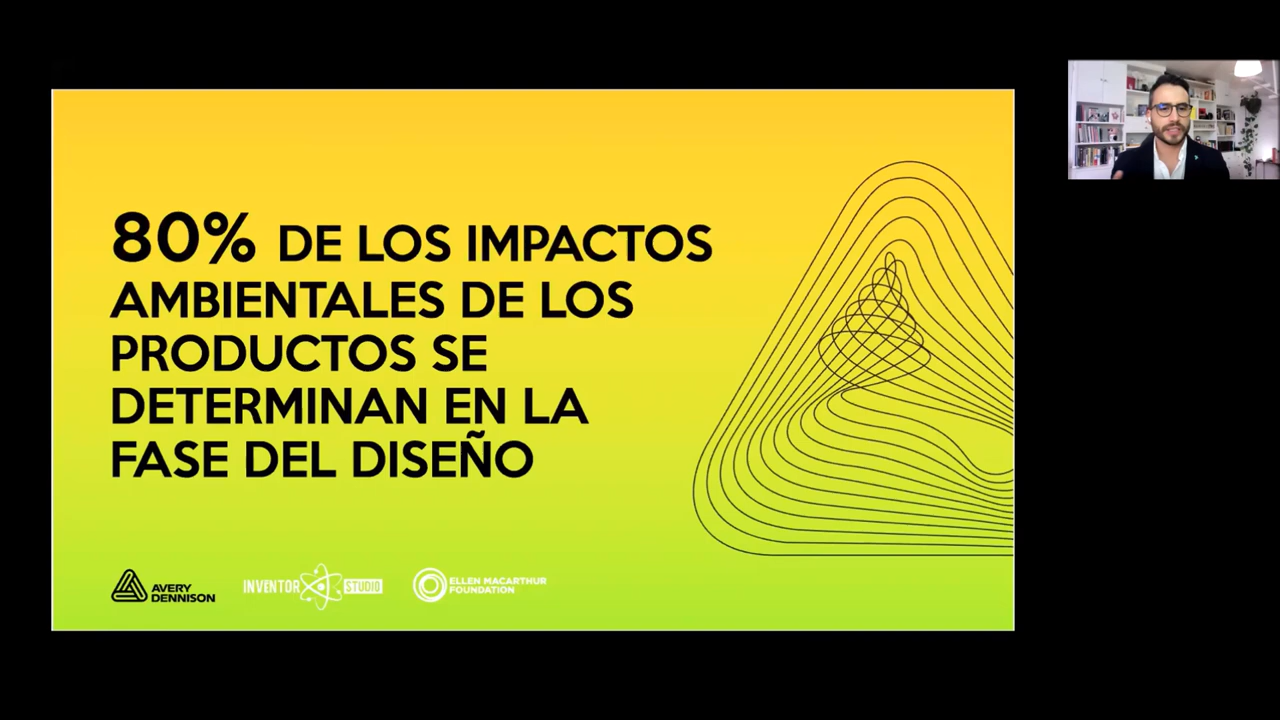 80% DE LOS IMPACTOS
AMBIENTALES DE LOS
PRODUCTOS SE
DETERMINAN EN LA
FASE DEL DISEÑO
AVERY
DENNISON
INVENTOR STUDIO
ELLEN MACARTHUR
FOUNDATION